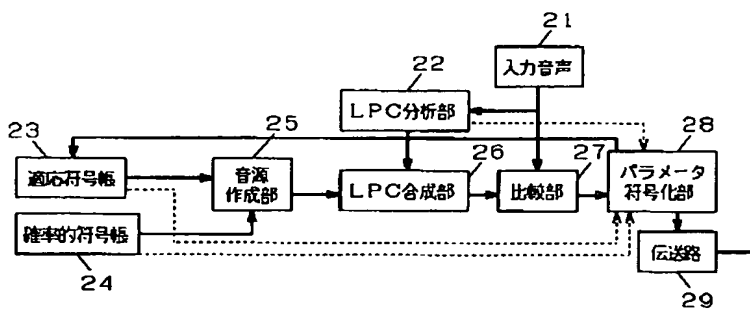 21
入力音声
22
LPC分析部
23
適応符号帳
25
音源
作成部
26
LPC合成部
27
比較部
28
パラメータ
符号化部
確率的符号帳
24
伝送路
29